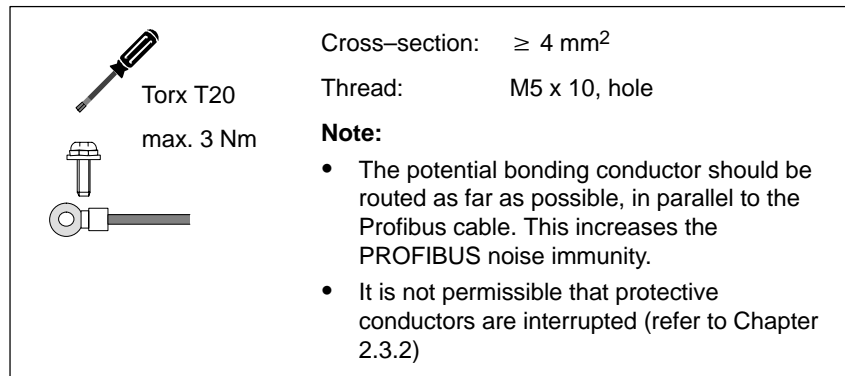 Torx T20
max. 3 Nm
Cross–section: ≥ 4 mm²
Thread: M5 x 10, hole
Note:
• The potential bonding conductor should be
routed as far as possible, in parallel to the
Profibus cable. This increases the
PROFIBUS noise immunity.
• It is not permissible that protective
conductors are interrupted (refer to Chapter
2.3.2)